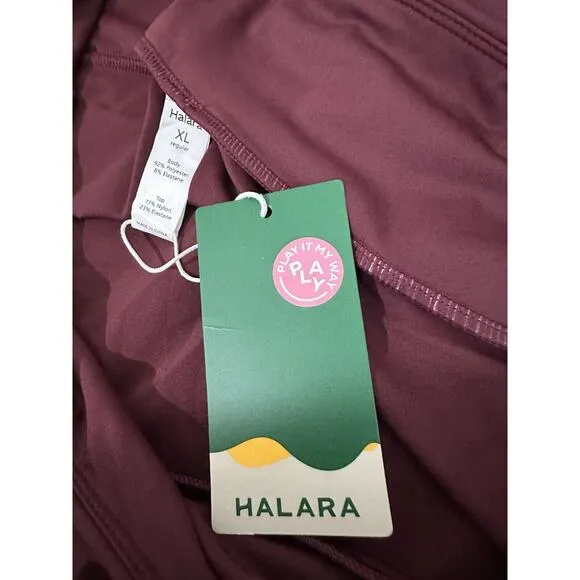 Halara
XL
regular
Body
92% Polyester
8% Elastane
Top
77% Nylon
23% Elastane
MADE IN CHINA
PLAY IT MY WAY
PLAY
HALARA